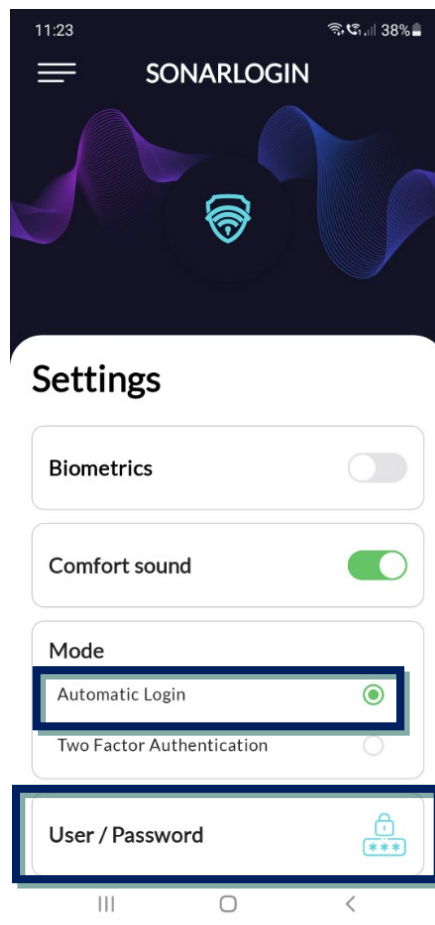 11:23 38%
SONARLOGIN
Settings
Biometrics
Comfort sound
Mode
Automatic Login
Two Factor Authentication
User / Password
***